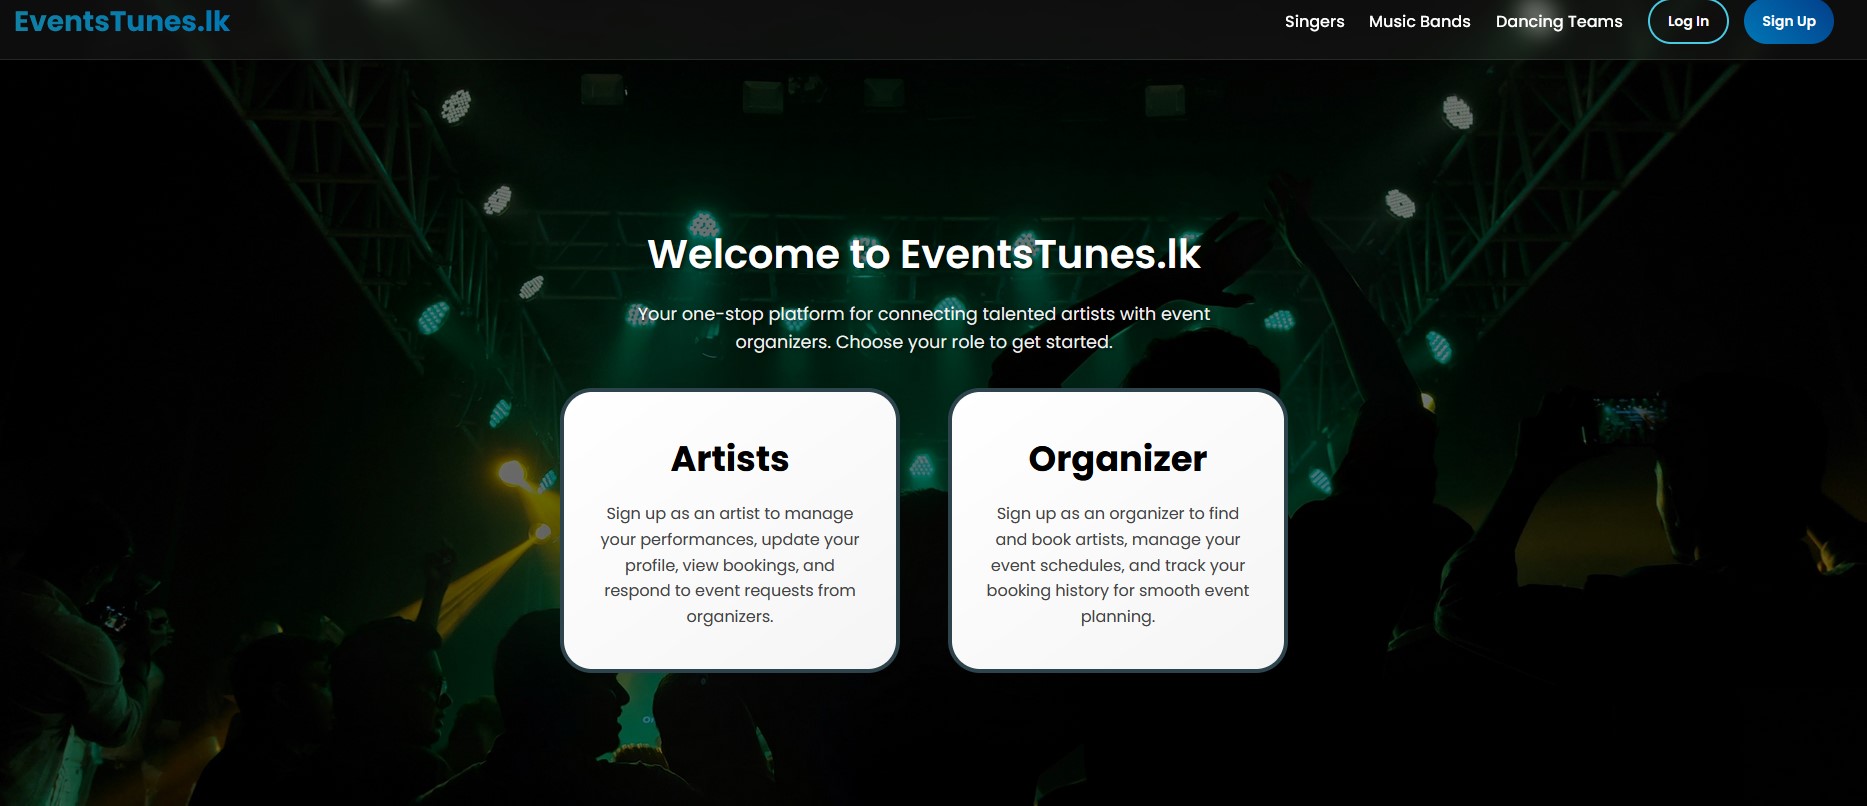 EventsTunes.lk
Singers Music Bands Dancing Teams Log In Sign Up
Welcome to EventsTunes.lk
Your one-stop platform for connecting talented artists with event
organizers. Choose your role to get started.
Artists
Sign up as an artist to manage
your performances, update your
profile, view bookings, and
respond to event requests from
organizers.
Organizer
Sign up as an organizer to find
and book artists, manage your
event schedules, and track your
booking history for smooth event
planning.